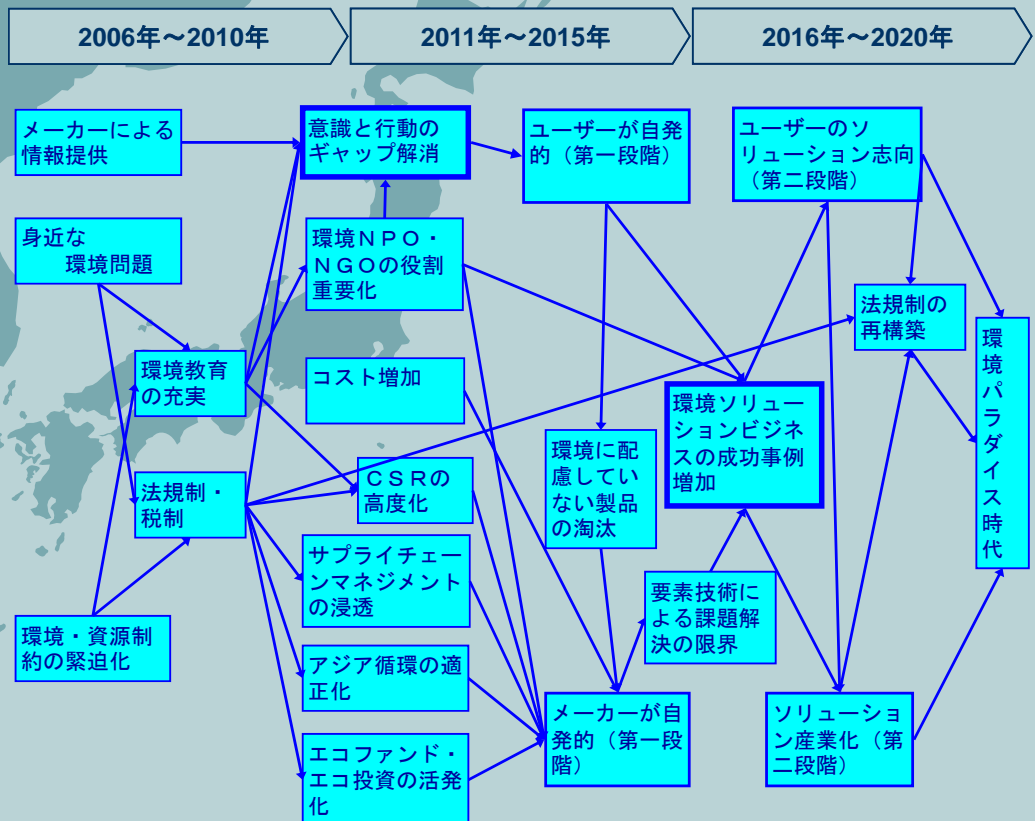 2006年～2010年
2011年～2015年
2016年～2020年
メーカーによる
情報提供
意識と行動の
ギャップ解消
ユーザーが自発
的（第一段階）
ユーザーのソ
リューション志向
（第二段階）
身近な
環境問題
環境ＮＰＯ・
ＮＧＯの役割
重要化
法規制の
再構築
環境パラダイス時代
環境教育
の充実
コスト増加
環境ソリュー
ションビジネ
スの成功事例
増加
環境に配
慮してい
ない製品
の淘汰
法規制・
税制
ＣＳＲの
高度化
サプライチェー
ンマネジメント
の浸透
要素技術に
よる課題解
決の限界
環境・資源制
約の緊迫化
アジア循環の適
正化
メーカーが自
発的（第一段
階）
ソリューショ
ン産業化（第
二段階）
エコファンド・
エコ投資の活発
化